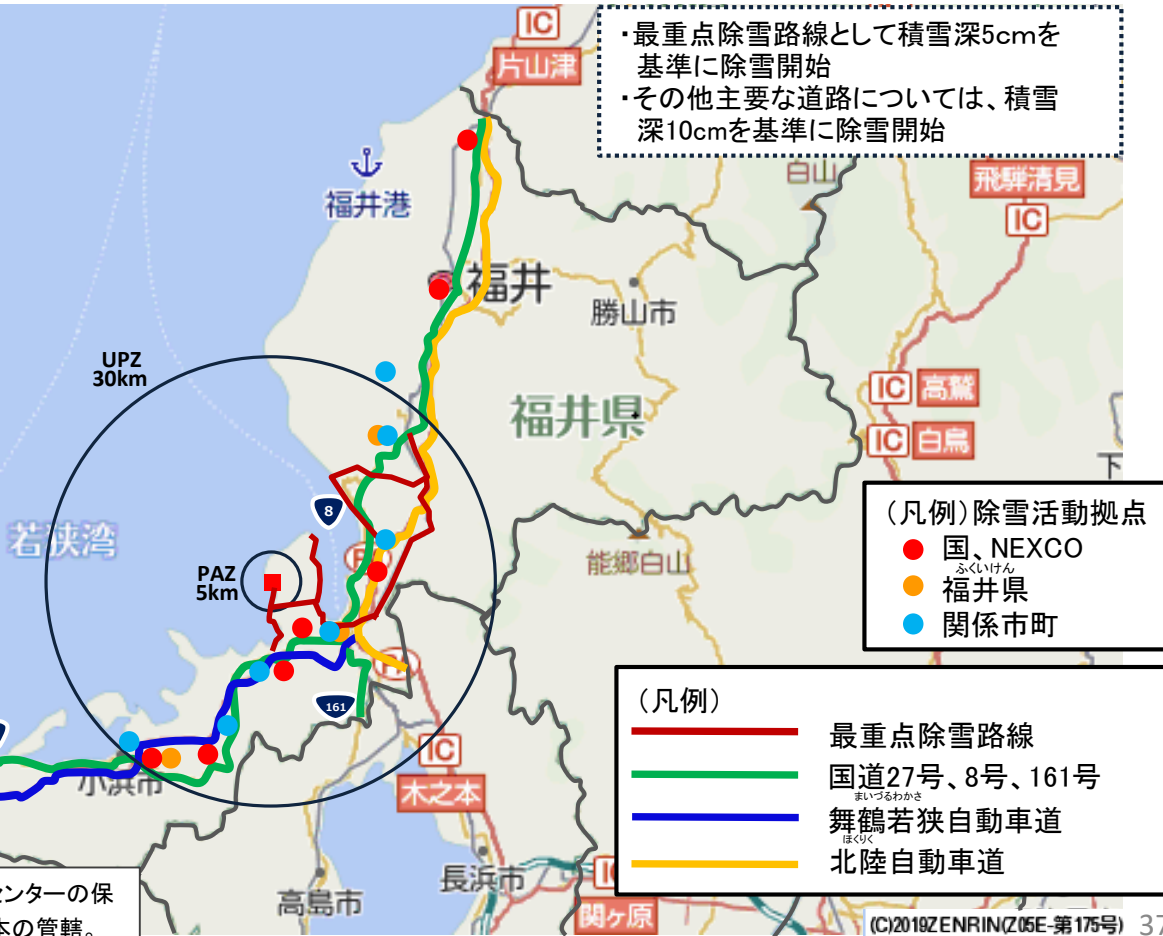 ・最重点除雪路線として積雪深5cmを
基準に除雪開始
・その他主要な道路については、積雪
深10cmを基準に除雪開始
IC
片山津
福井港
白山
飛騨清見
IC
福井
勝山市
UPZ
30km
福井県
IC 高鷲
IC 白鳥
下
8
若狭湾
PAZ
5km
能郷白山
(凡例)除雪活動拠点
国、NEXCO
ふくいけん
福井県
関係市町
161
小浜市
IC
木之本
(凡例)
最重点除雪路線
国道27号、8号、161号
まいづるわかさ
舞鶴若狭自動車道
ほくりく
北陸自動車道
センターの保
本の管轄。
高島市
長浜市
関ヶ原
(C)2019ZENRIN(Z05E-第175号)
37